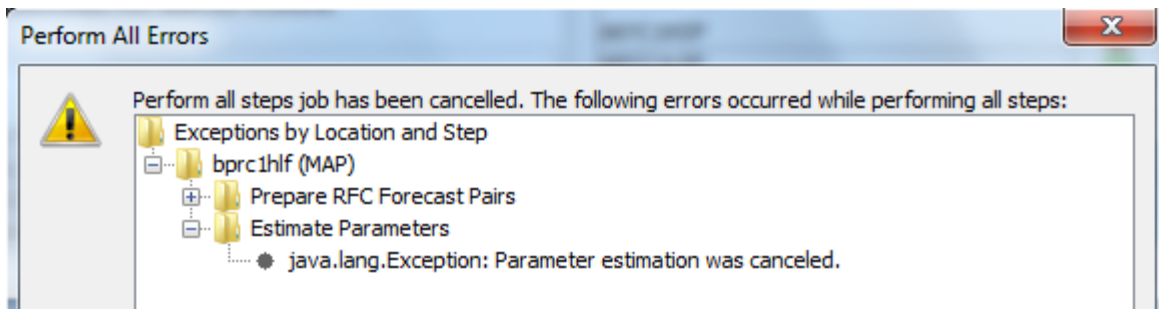 Perform All Errors
Perform all steps job has been cancelled. The following errors occurred while performing all steps:
Exceptions by Location and Step
bprc1hlf (MAP)
Prepare RFC Forecast Pairs
Estimate Parameters
java.lang.Exception: Parameter estimation was canceled.